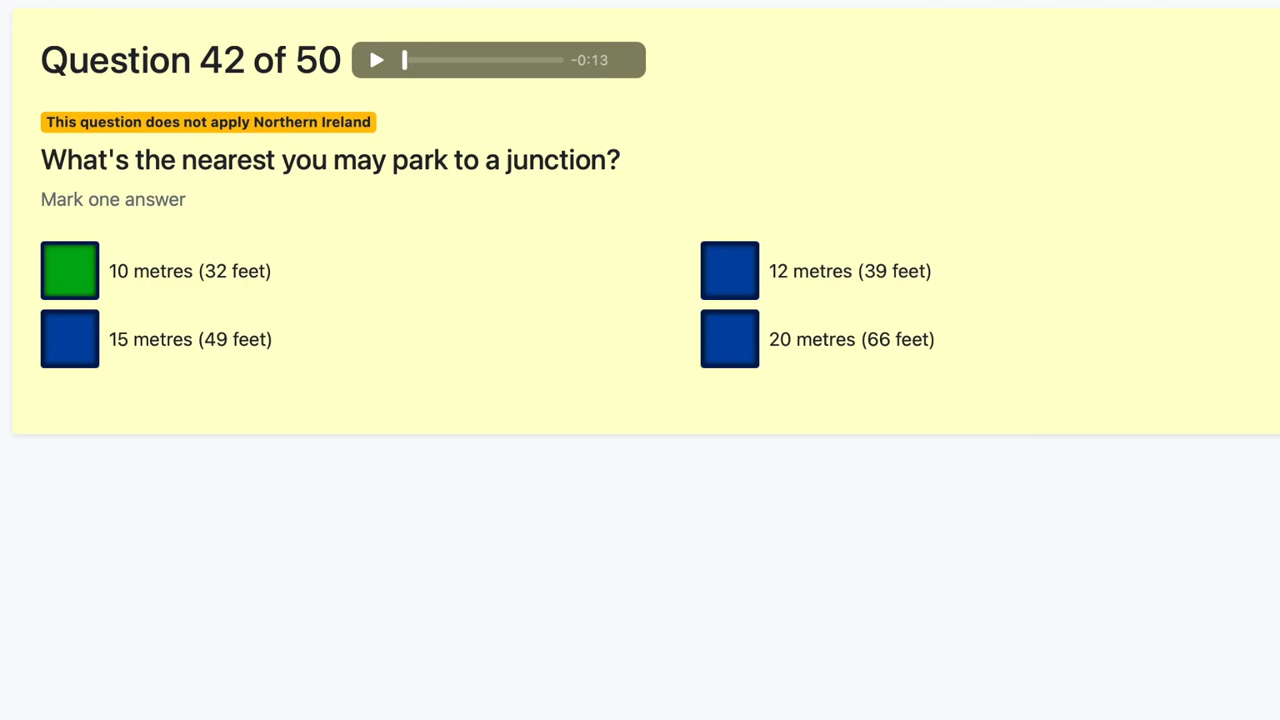 Question 42 of 50
-0:13
This question does not apply Northern Ireland
What's the nearest you may park to a junction?
Mark one answer
10 metres (32 feet)
12 metres (39 feet)
15 metres (49 feet)
20 metres (66 feet)